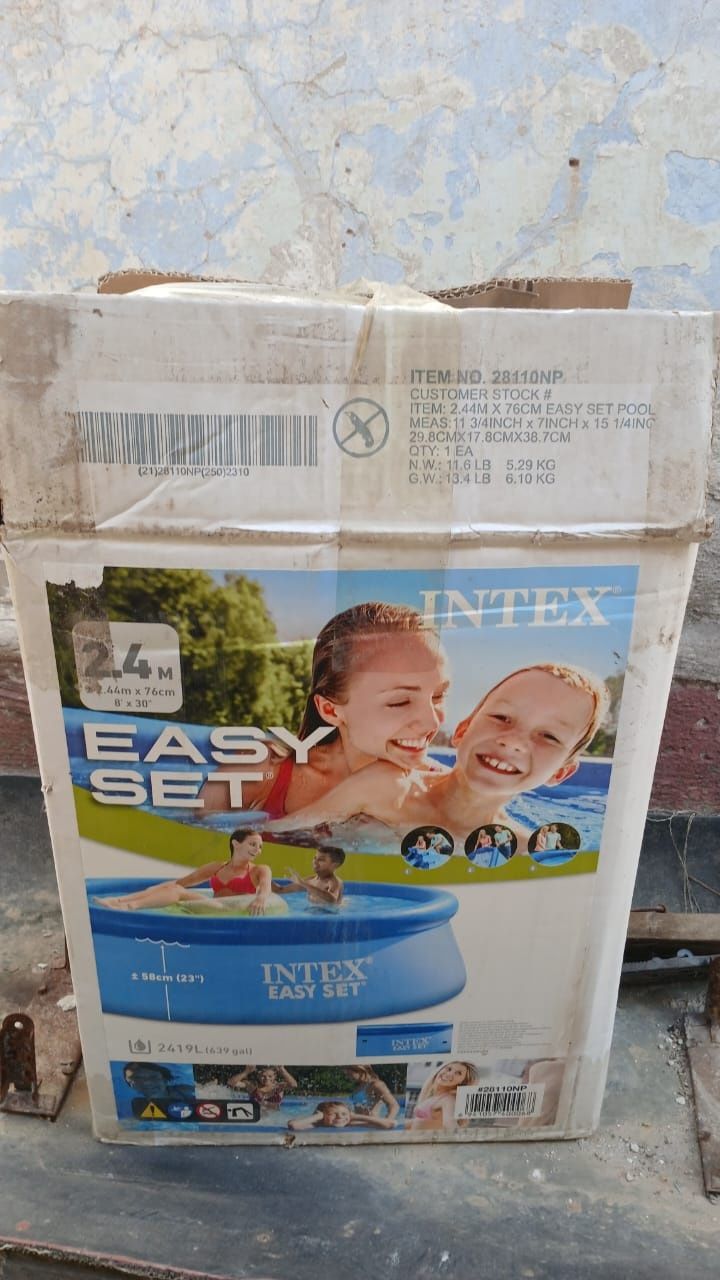 ITEM NO. 28110NP
CUSTOMER STOCK #
ITEM: 2.44M X 76CM EASY SET POOL
MEAS:11 3/4INCH x 7INCH x 15 1/4INC
29.8CMX17.8CMX38.7CM
QTY: 1 EA
N.W.: 11.6 LB 5.29 KG
G.W.: 13.4 LB 6.10 KG
(21)28110NP(250)2310
INTEX®
2.4 M
2.44m x 76cm
8' x 30"
EASY
SET®
± 58cm (23")
INTEX®
EASY SET®
2419L (639 gal)
INTEX
EASY SET
#28110NP